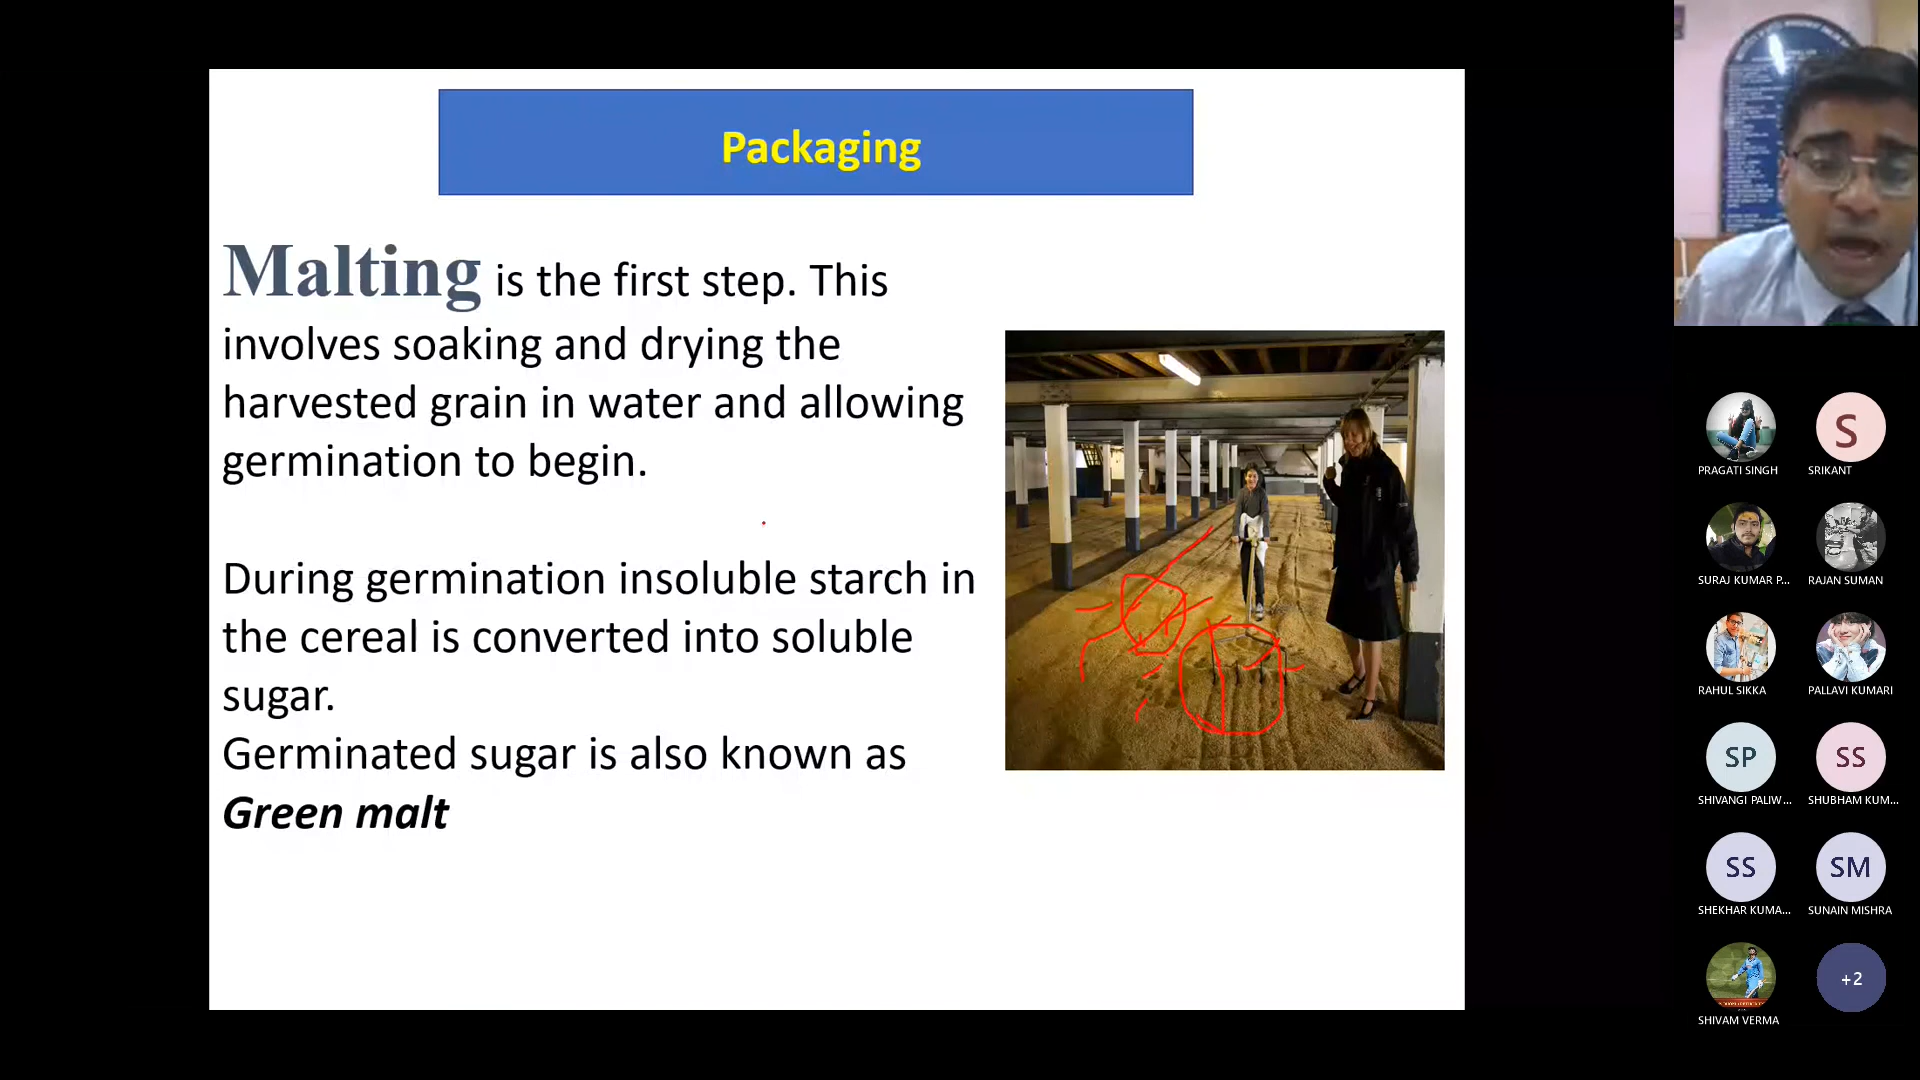 Packaging
Malting is the first step. This
involves soaking and drying the
harvested grain in water and allowing
germination to begin.
During germination insoluble starch in
the cereal is converted into soluble
sugar.
Germinated sugar is also known as
Green malt
PRAGATI SINGH
S
SRIKANT
SURAJ KUMAR P...
RAJAN SUMAN
RAHUL SIKKA
PALLAVI KUMARI
SP
SHIVANGI PALIW...
SS
SHUBHAM KUM...
SS
SHEKHAR KUMA...
SM
SUNAIN MISHRA
SHIVAM VERMA
+2